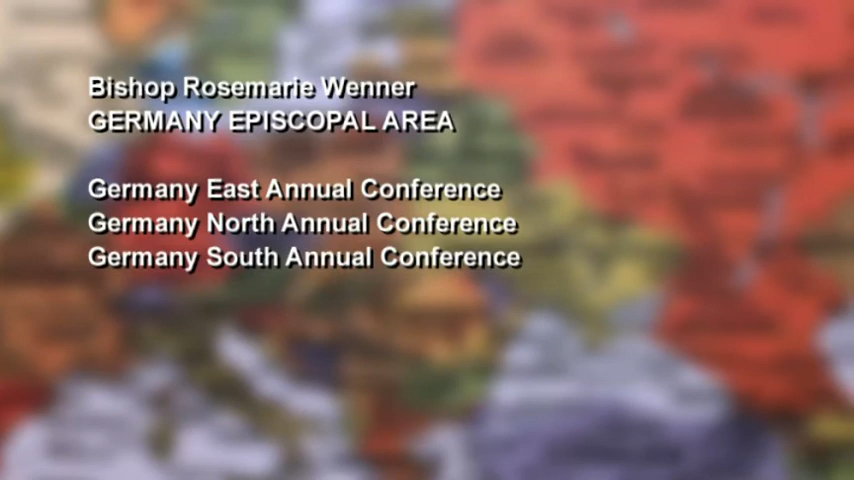 Bishop Rosemarie Wenner
GERMANY EPISCOPAL AREA
Germany East Annual Conference
Germany North Annual Conference
Germany South Annual Conference